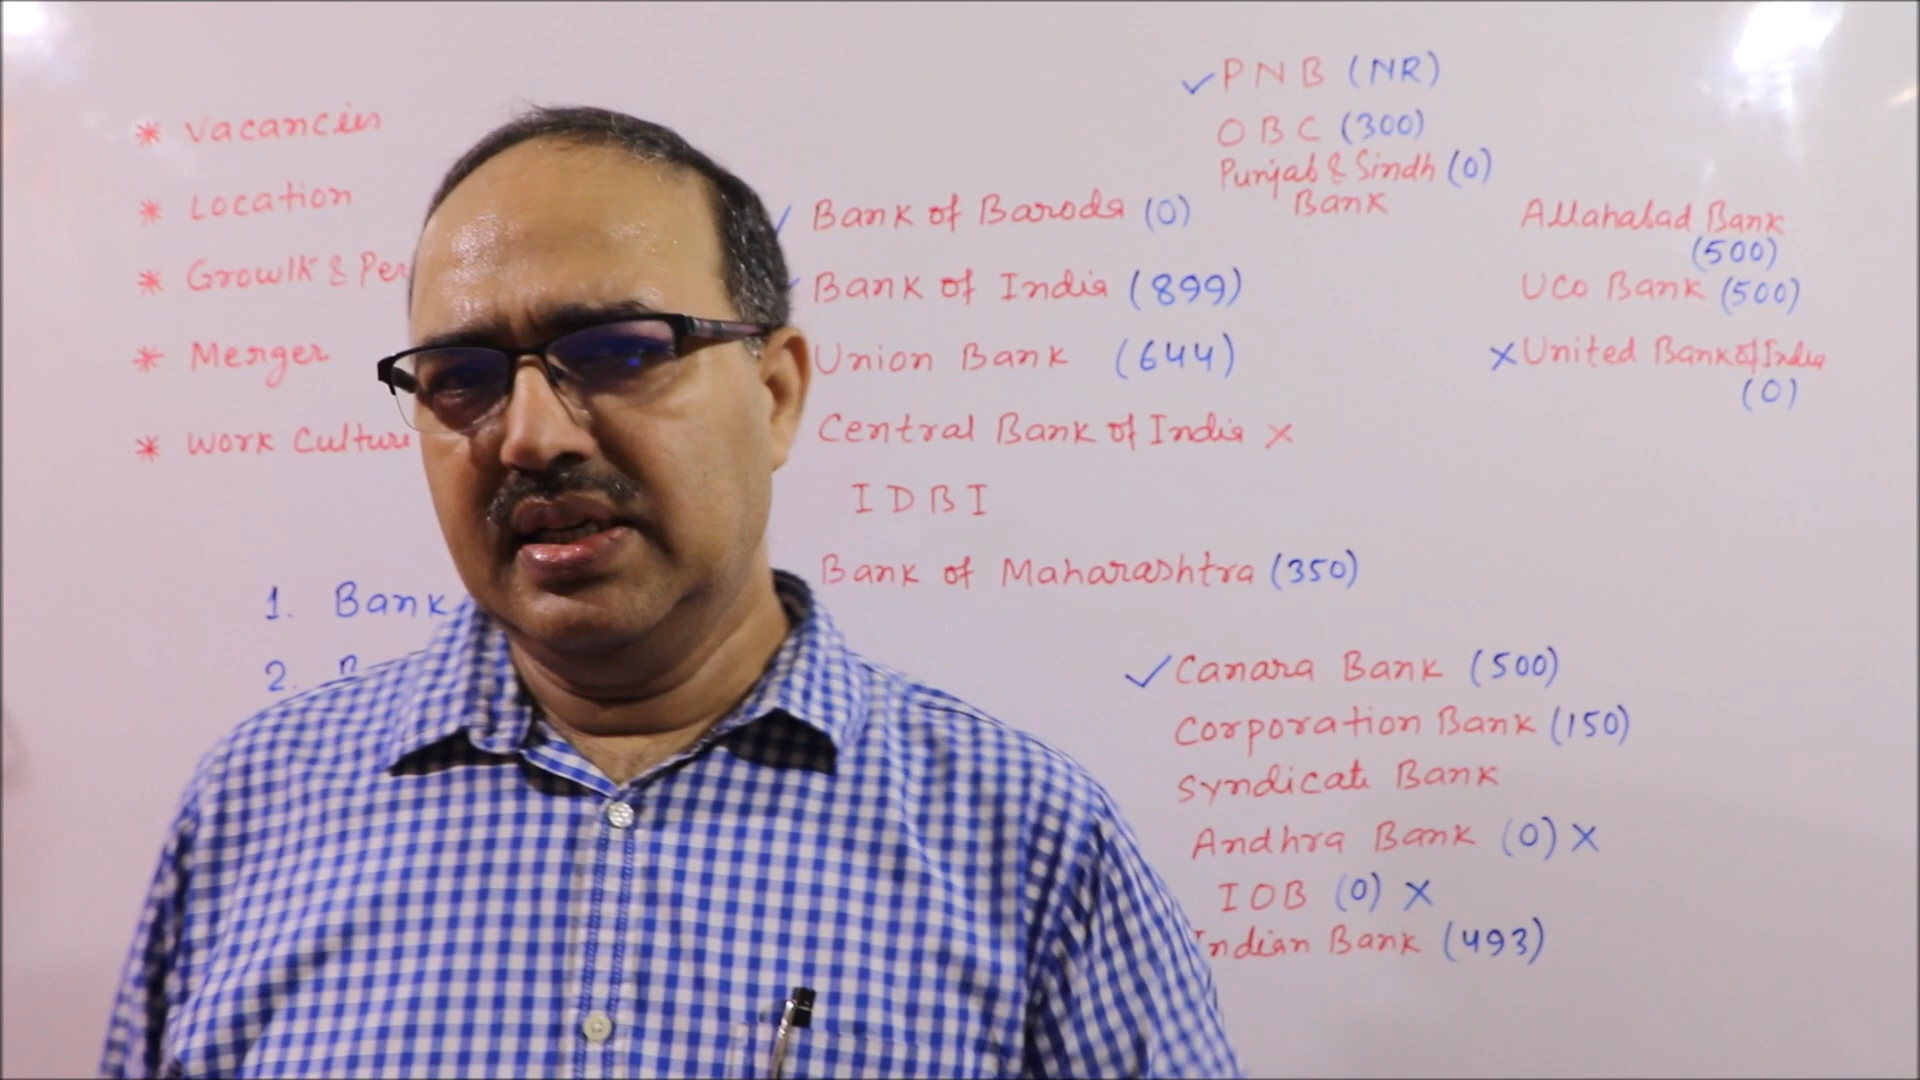 * Vacancies
* Location
* Growth & Per
* Merger
* Work Culture
1. Bank
2.
✓ PNB (NR)
OBC (300)
Punjab & Sindh (0)
Bank
✓ Bank of Baroda (0)
Bank of India (899)
Union Bank (644)
Central Bank of India ×
IDBI
Bank of Maharashtra (350)
Allahabad Bank
(500)
UCO Bank (500)
× United Bank of India
(0)
✓ Canara Bank (500)
Corporation Bank (150)
Syndicate Bank
Andhra Bank (0) ×
IOB (0) ×
Indian Bank (493)